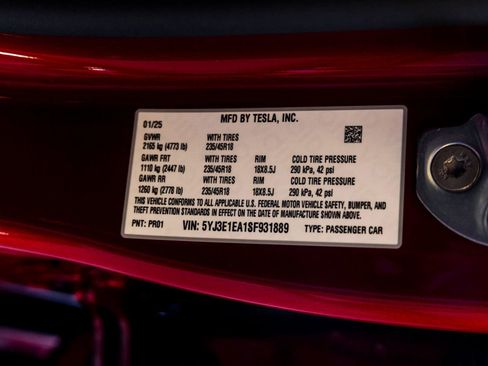 MFD BY TESLA, INC.
01/25
GVWR WITH TIRES
2165 kg (4773 lb) 235/45R18
GAWR FRT WITH TIRES RIM COLD TIRE PRESSURE
1110 kg (2447 lb) 235/45R18 18X8.5J 290 kPa, 42 psi
GAWR RR WITH TIRES RIM COLD TIRE PRESSURE
1260 kg (2778 lb) 235/45R18 18X8.5J 290 kPa, 42 psi
THIS VEHICLE CONFORMS TO ALL APPLICABLE U.S. FEDERAL MOTOR VEHICLE SAFETY, BUMPER, AND
THEFT PREVENTION STANDARDS IN EFFECT ON THE DATE OF MANUFACTURE SHOWN ABOVE.
PNT: PR01 VIN: 5YJ3E1EA1SF931889 TYPE: PASSENGER CAR